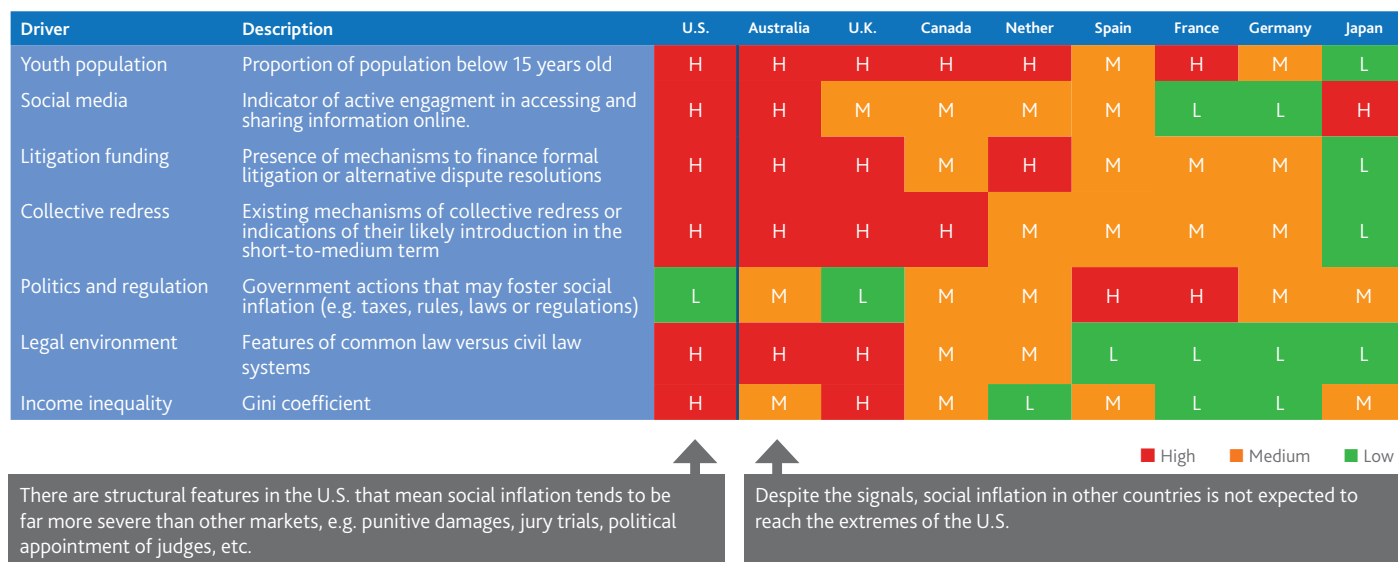 Driver Description U.S. Australia U.K. Canada Nether Spain France Germany Japan
Youth population Proportion of population below 15 years old H H H H H M H M L
Social media Indicator of active engagment in accessing and
sharing information online. H H M M M M L L H
Litigation funding Presence of mechanisms to finance formal
litigation or alternative dispute resolutions H H H M H M M M L
Collective redress Existing mechanisms of collective redress or
indications of their likely introduction in the
short-to-medium term H H H H M M M M L
Politics and regulation Government actions that may foster social
inflation (e.g. taxes, rules, laws or regulations) L M L M M H H M M
Legal environment Features of common law versus civil law
systems H H H M M L L L L
Income inequality Gini coefficient H M H M L M L L M
High Medium Low
There are structural features in the U.S. that mean social inflation tends to be
far more severe than other markets, e.g. punitive damages, jury trials, political
appointment of judges, etc.
Despite the signals, social inflation in other countries is not expected to
reach the extremes of the U.S.